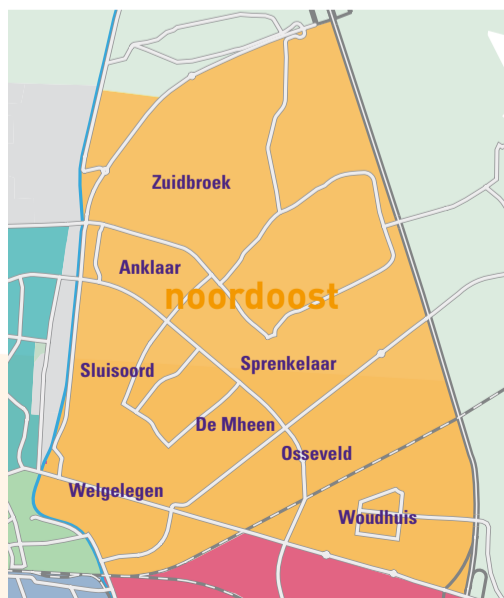 Zuidbroek
Anklaar
noordoost
Sluisoord
Sprenkelaar
De Mheen
Osseveld
Welgelegen
Woudhuis